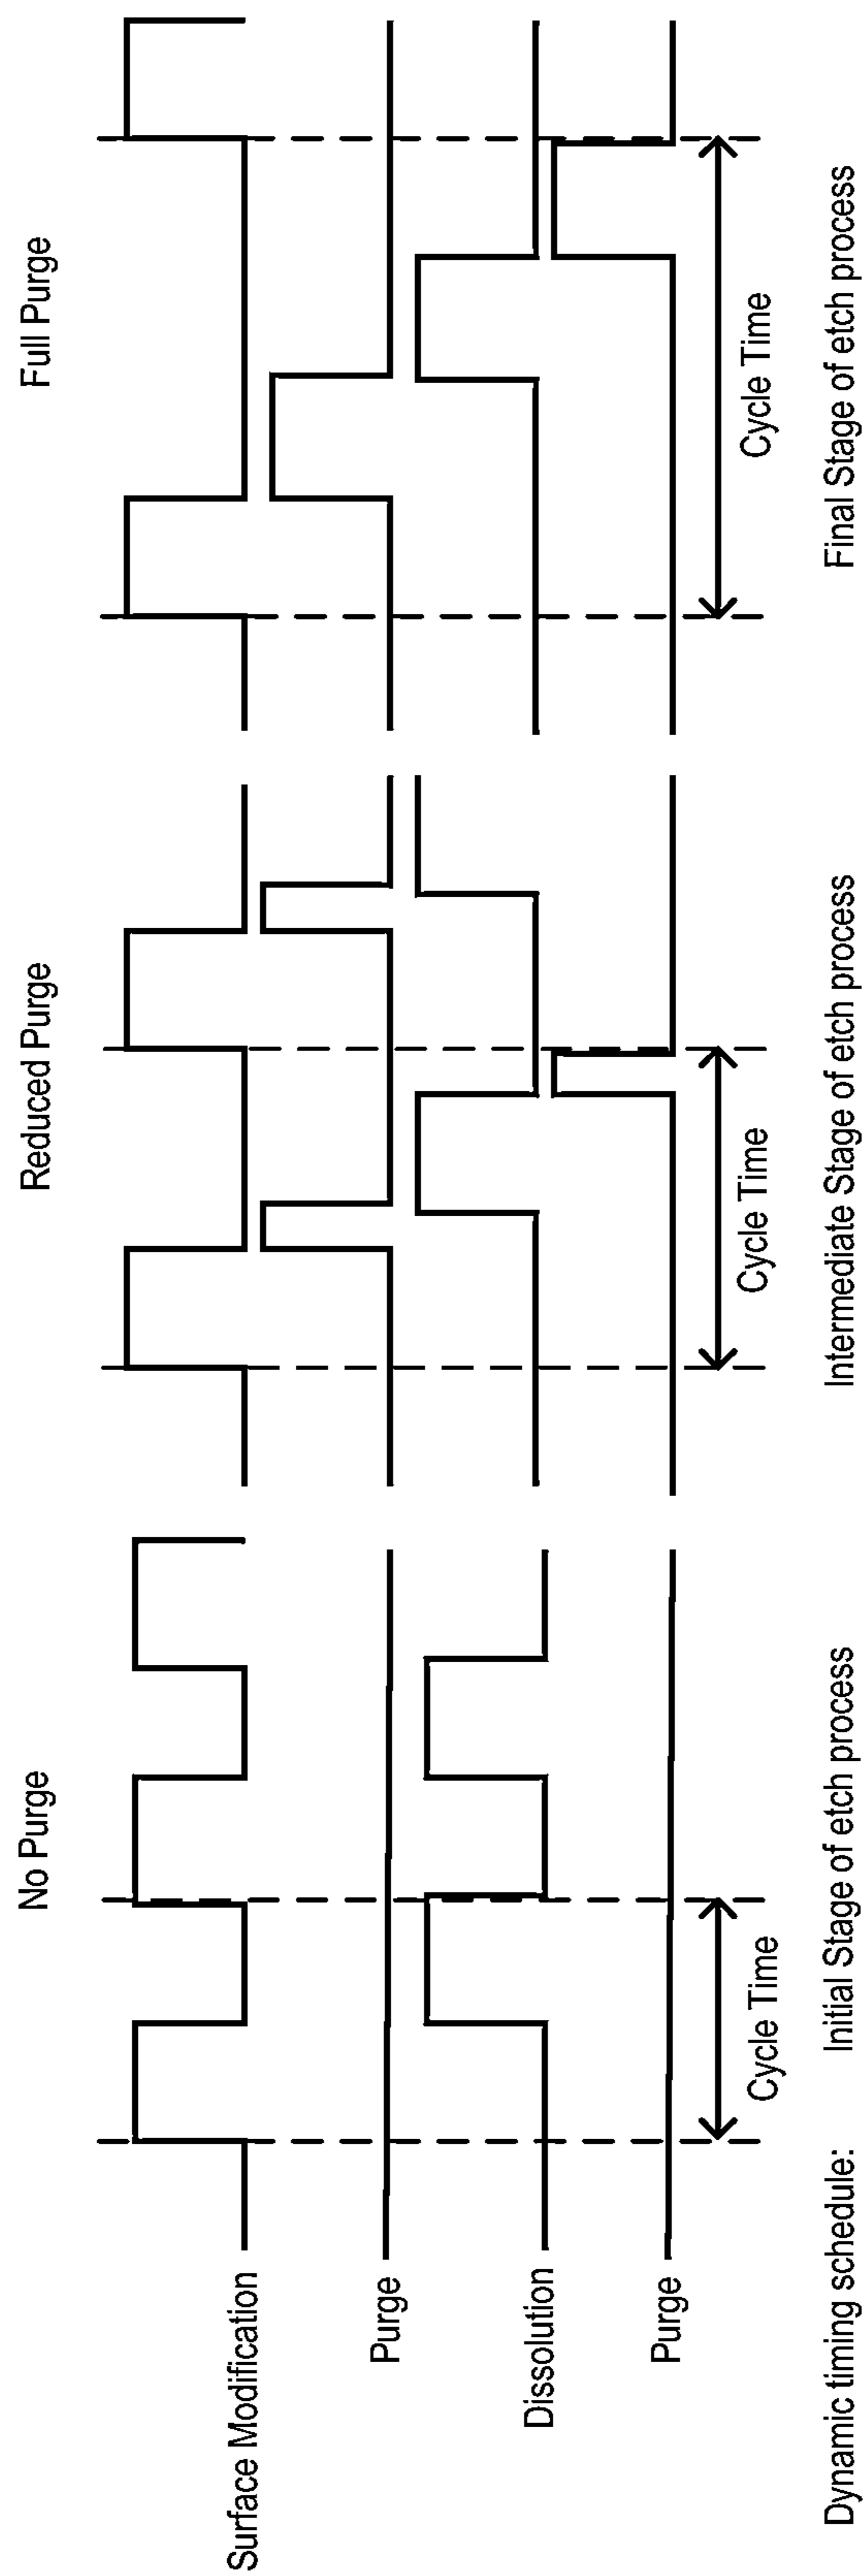 No Purge
Reduced Purge
Full Purge
Surface Modification
Purge
Dissolution
Purge
Cycle Time
Cycle Time
Cycle Time
Dynamic timing schedule:
Initial Stage of etch process
Intermediate Stage of etch process
Final Stage of etch process